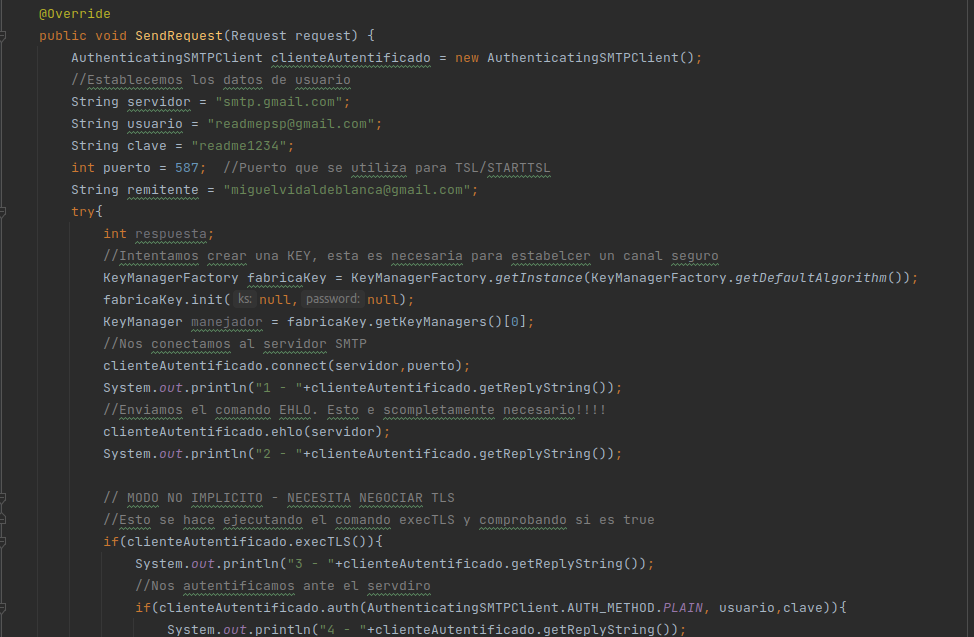 @Override
public void SendRequest(Request request) {
AuthenticatingSMTPClient clienteAutentificado = new AuthenticatingSMTPClient();
//Establecemos los datos de usuario
String servidor = "smtp.gmail.com";
String usuario = "readmepsp@gmail.com";
String clave = "readme1234";
int puerto = 587;  //Puerto que se utiliza para TSL/STARTTSL
String remitente = "miguelvidaldeblanca@gmail.com";
try{
int respuesta;
//Intentamos crear una KEY, esta es necesaria para estabelcer un canal seguro
KeyManagerFactory fabricaKey = KeyManagerFactory.getInstance(KeyManagerFactory.getDefaultAlgorithm());
fabricaKey.init( ks: null, password: null);
KeyManager manejador = fabricaKey.getKeyManagers()[0];
//Nos conectamos al servidor SMTP
clienteAutentificado.connect(servidor,puerto);
System.out.println("1 - "+clienteAutentificado.getReplyString());
//Enviamos el comando EHLO. Esto e scompletamente necesario!!!!
clienteAutentificado.ehlo(servidor);
System.out.println("2 - "+clienteAutentificado.getReplyString());
// MODO NO IMPLICITO - NECESITA NEGOCIAR TLS
//Esto se hace ejecutando el comando execTLS y comprobando si es true
if(clienteAutentificado.execTLS()){
System.out.println("3 - "+clienteAutentificado.getReplyString());
//Nos autentificamos ante el servdiro
if(clienteAutentificado.auth(AuthenticatingSMTPClient.AUTH_METHOD.PLAIN, usuario,clave)){
System.out.println("4 - "+clienteAutentificado.getReplyString());